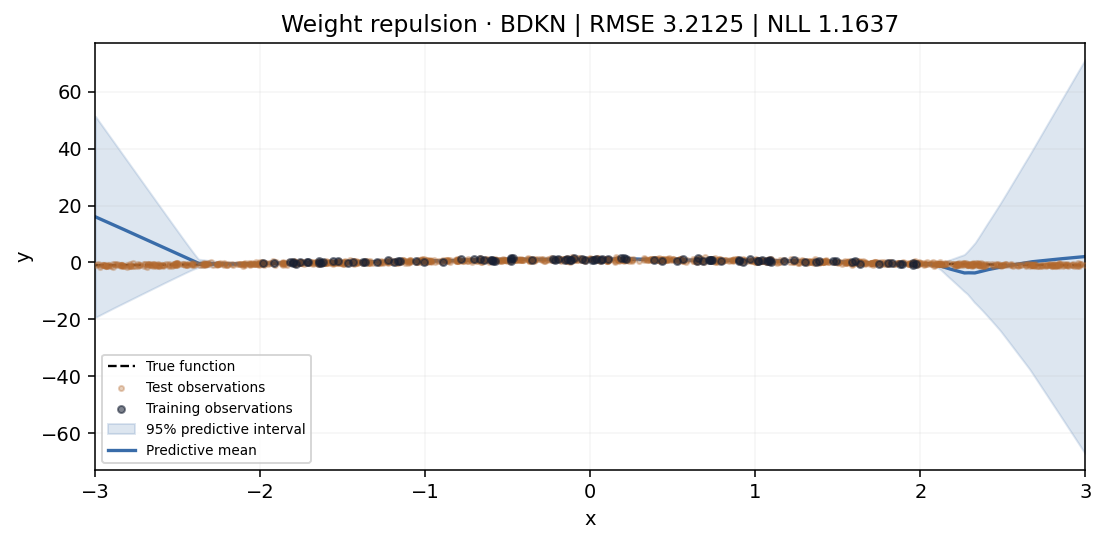 Weight repulsion · BDKN | RMSE 3.2125 | NLL 1.1637
60
40
20
0
−20
−40
−60
y
True function
Test observations
Training observations
95% predictive interval
Predictive mean
−3 −2 −1 0 1 2 3
x